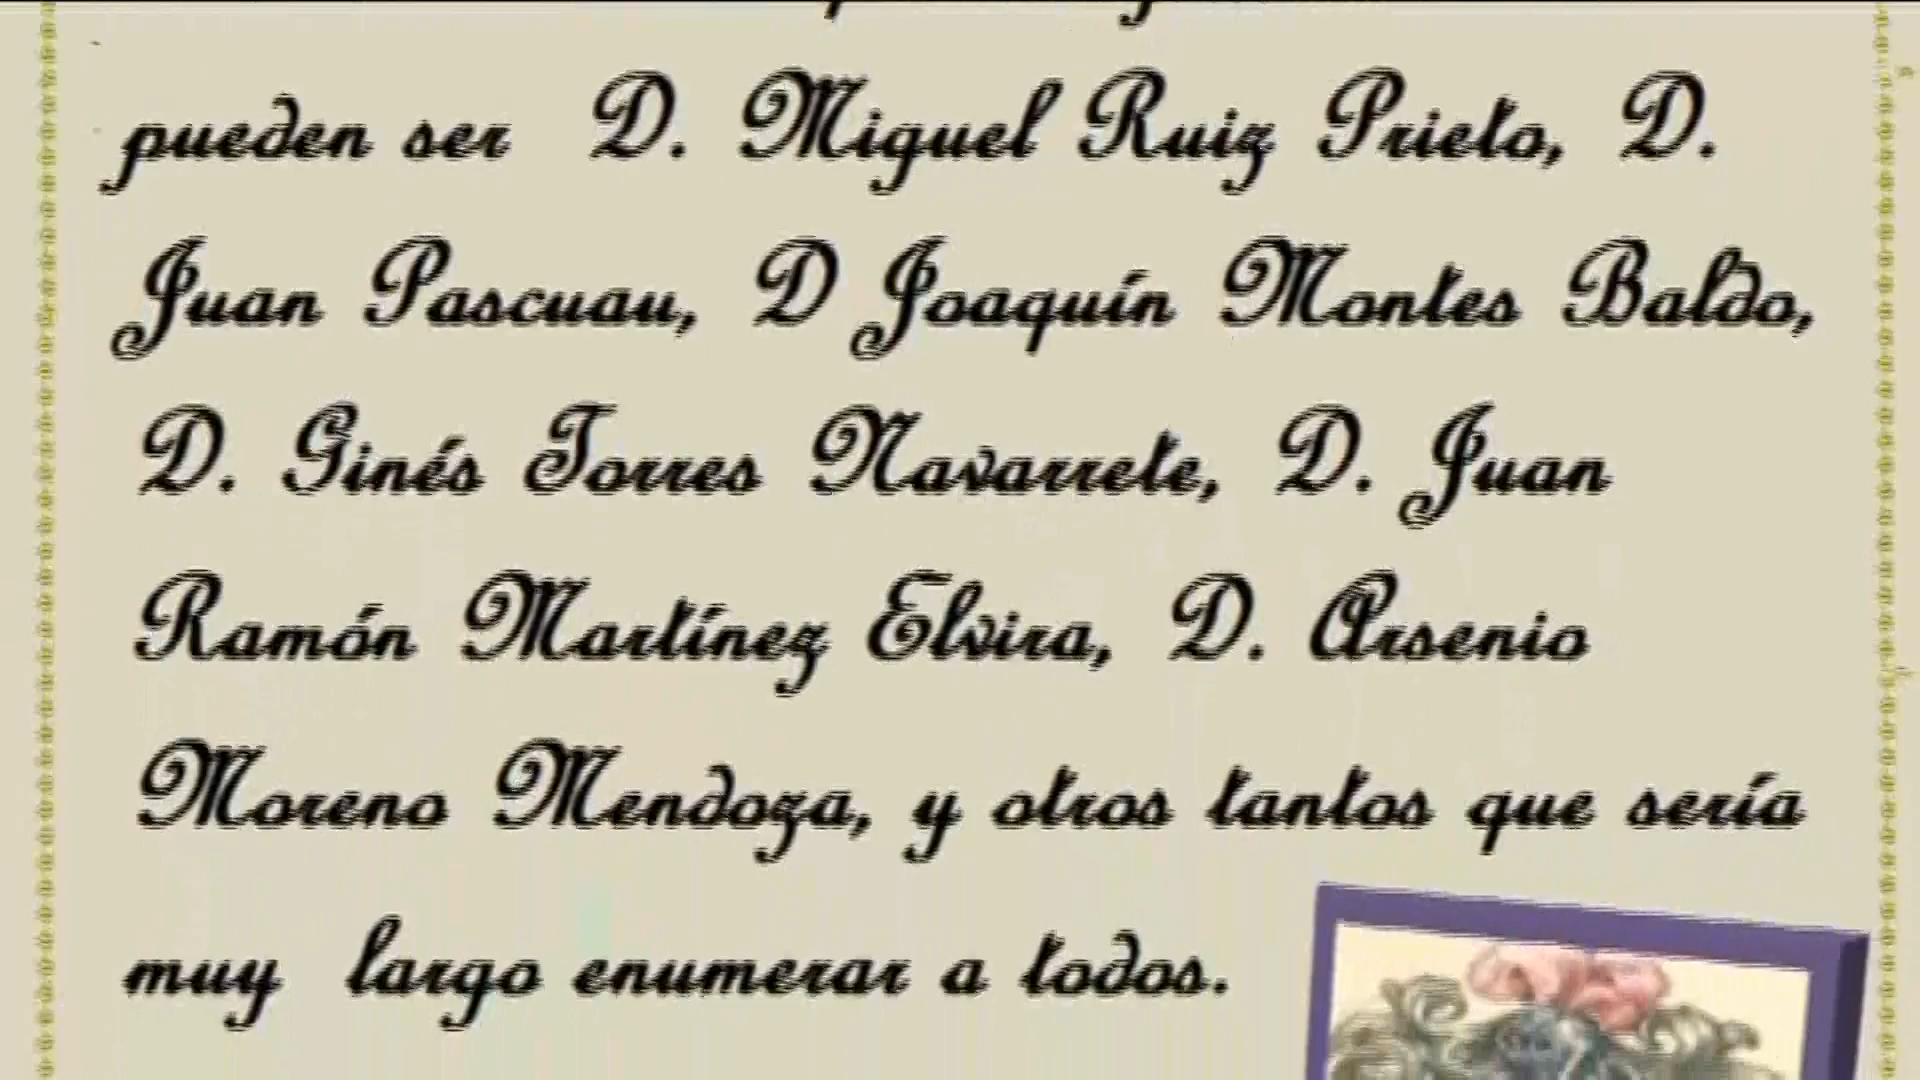 pueden ser D. Miguel Ruiz Prieto, D.
Juan Pascuau, D Joaquín Montes Baldo,
D. Ginés Torres Navarrete, D. Juan
Ramón Martínez Elvira, D. Arsenio
Moreno Mendoza, y otros tantos que sería
muy largo enumerar a todos.